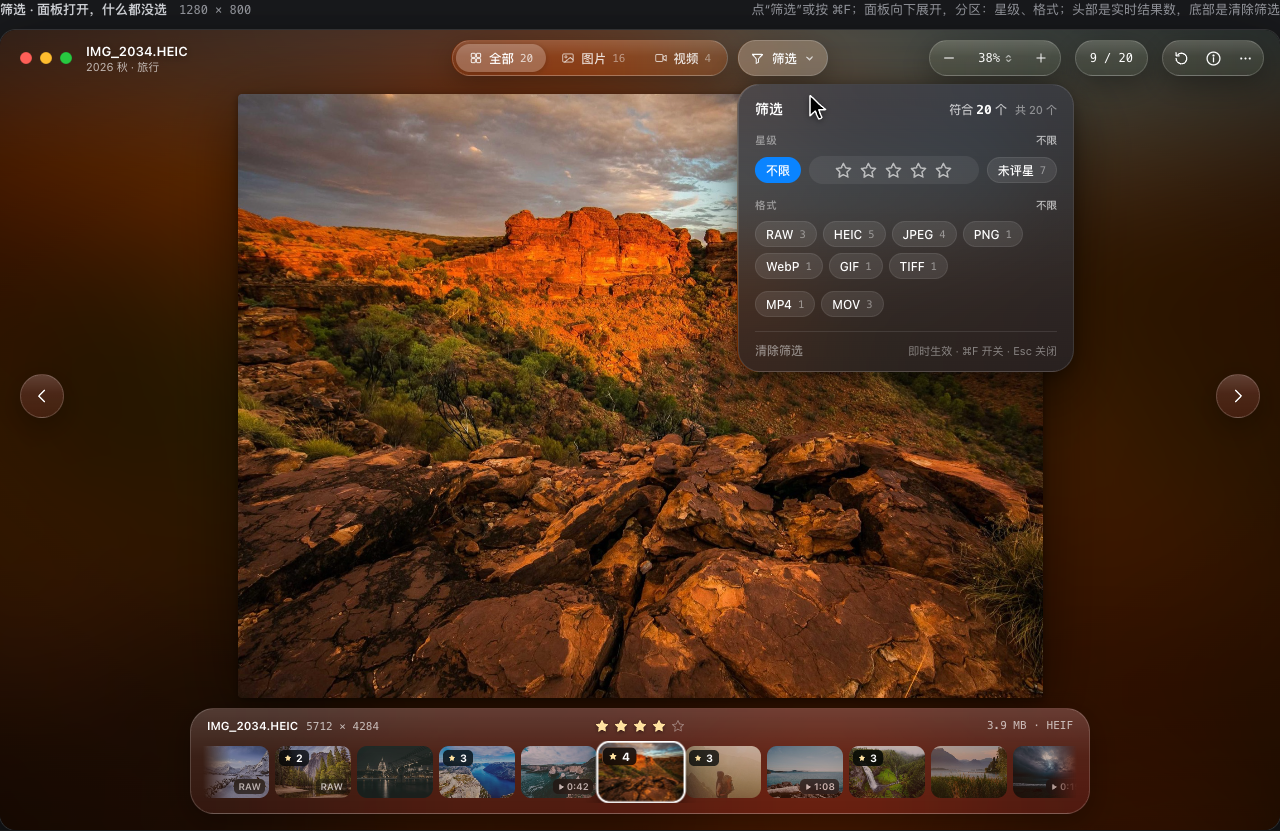 筛选 · 面板打开，什么都没选 1280 × 800
点“筛选”或按 ⌘F；面板向下展开，分区：星级、格式；头部是实时结果数，底部是清除筛选
IMG_2034.HEIC
2026 秋 · 旅行
全部 20 图片 16 视频 4
筛选
38%
9 / 20
筛选 符合 20 个 共 20 个
星级 不限
不限 未评星 7
格式 不限
RAW 3 HEIC 5 JPEG 4 PNG 1
WebP 1 GIF 1 TIFF 1
MP4 1 MOV 3
清除筛选 即时生效 · ⌘F 开关 · Esc 关闭
IMG_2034.HEIC 5712 × 4284 3.9 MB · HEIF
RAW
2 RAW
3
0:42
4
3
1:08
3